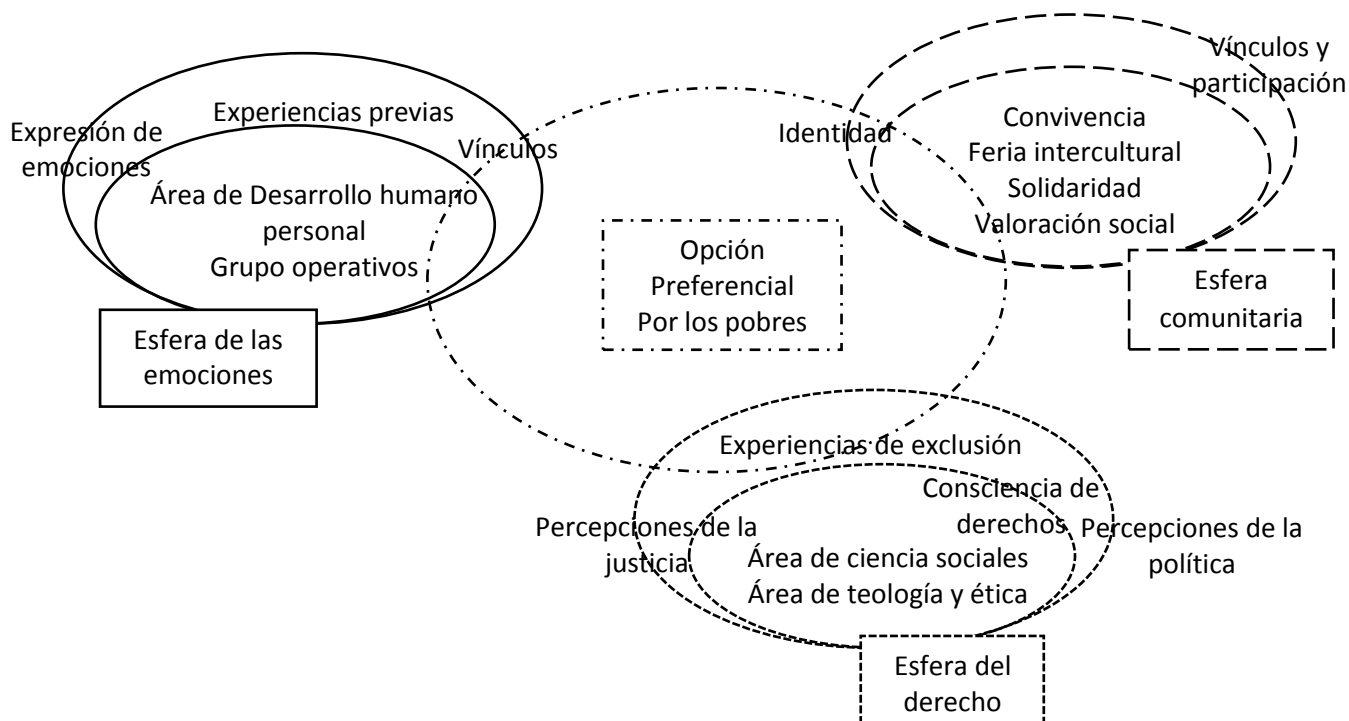 Expresión de
emociones
Experiencias previas
Vínculos
Área de Desarrollo humano
personal
Grupo operativos
Esfera de las
emociones
Opción
Preferencial
Por los pobres
Identidad
Vínculos y
participación
Convivencia
Feria intercultural
Solidaridad
Valoración social
Esfera
comunitaria
Experiencias de exclusión
Percepciones de la
justicia
Consciencia de
derechos
Percepciones de la
política
Área de ciencia sociales
Área de teología y ética
Esfera del
derecho